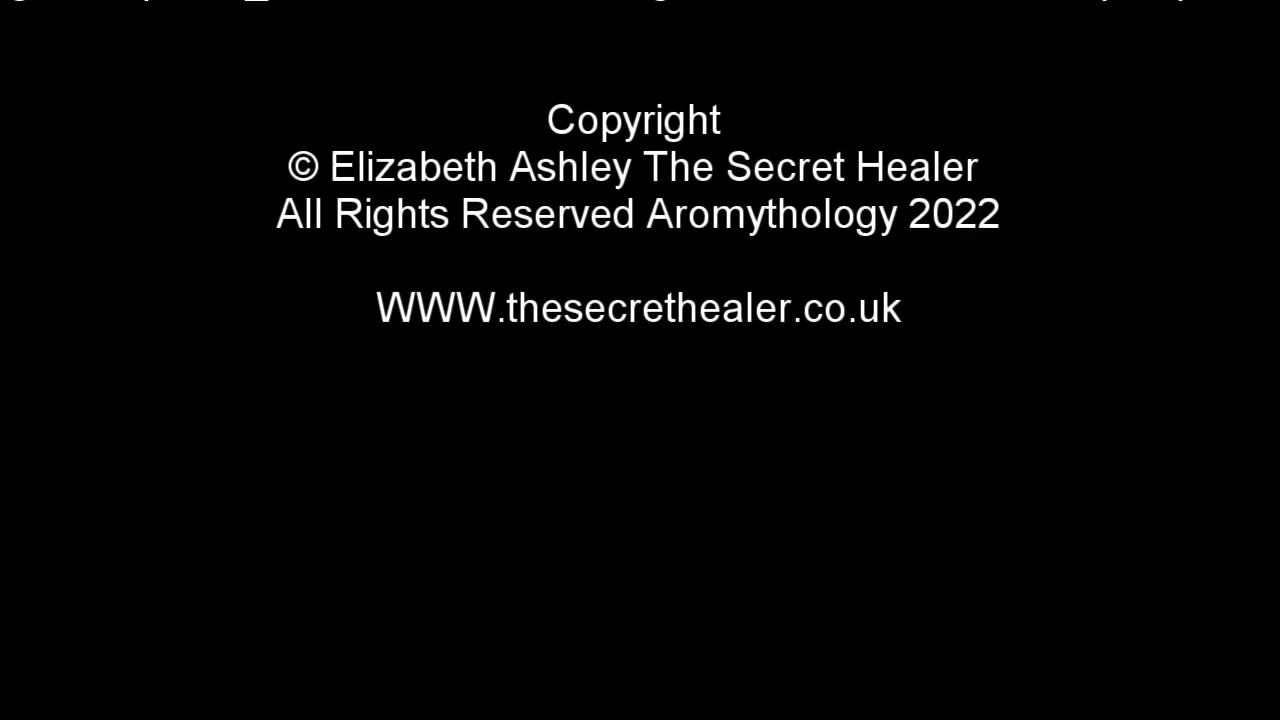 Copyright
© Elizabeth Ashley The Secret Healer
All Rights Reserved Aromythology 2022
WWW.thesecrethealer.co.uk